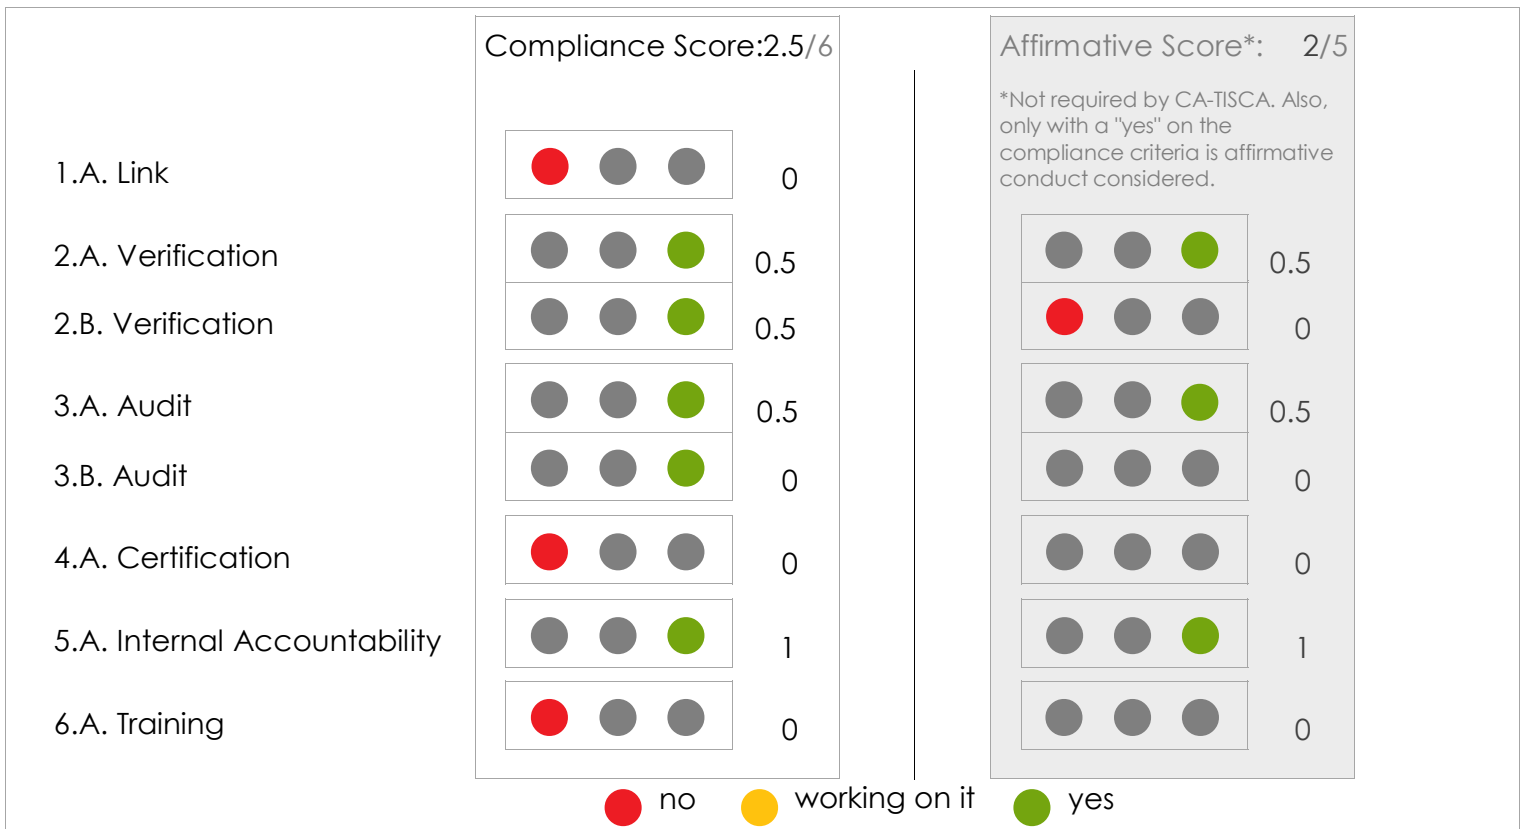 Compliance Score:2.5/6
Affirmative Score*: 2/5
*Not required by CA-TISCA. Also,
only with a "yes" on the
compliance criteria is affirmative
conduct considered.
1.A. Link 0
2.A. Verification 0.5 0.5
2.B. Verification 0.5 0
3.A. Audit 0.5 0.5
3.B. Audit 0 0
4.A. Certification 0 0
5.A. Internal Accountability 1 1
6.A. Training 0 0
no working on it yes